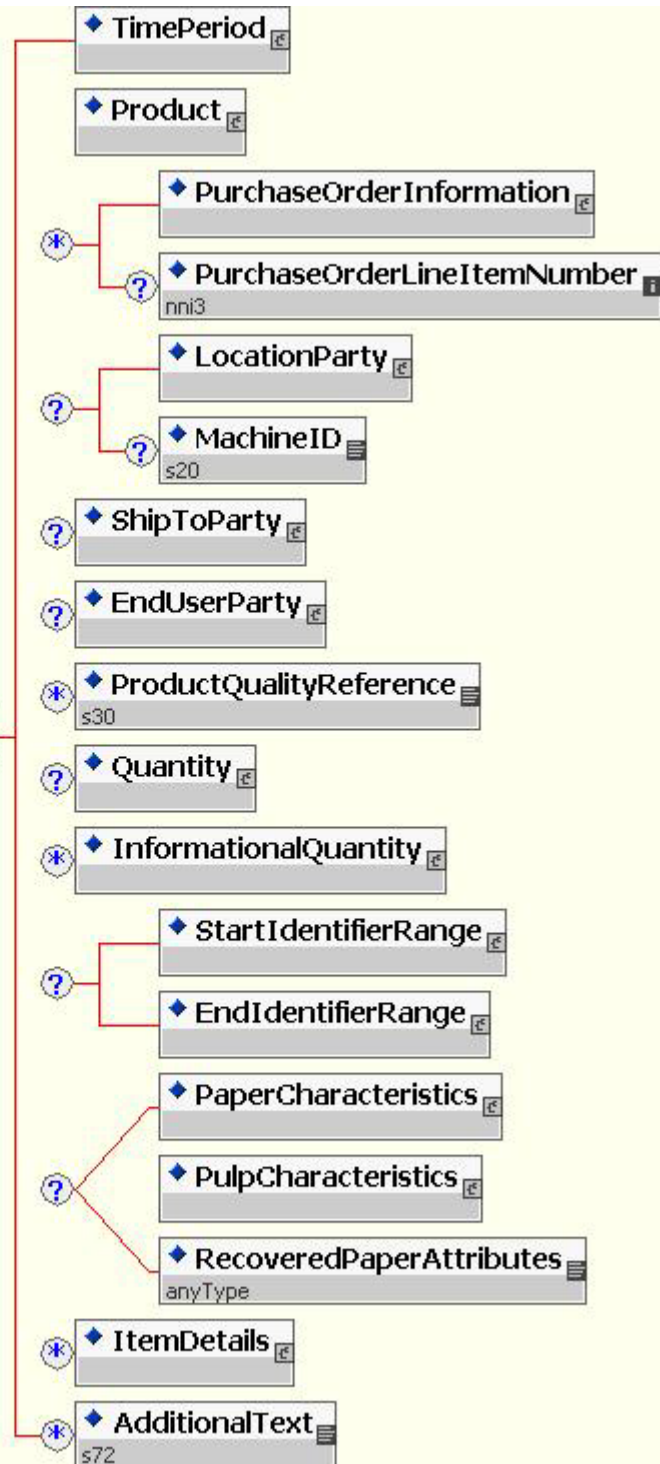 TimePeriod
Product
PurchaseOrderInformation
PurchaseOrderLineItemNumber
nni3
LocationParty
MachineID
s20
ShipToParty
EndUserParty
ProductQualityReference
s30
Quantity
InformationalQuantity
StartIdentifierRange
EndIdentifierRange
PaperCharacteristics
PulpCharacteristics
RecoveredPaperAttributes
anyType
ItemDetails
AdditionalText
s72